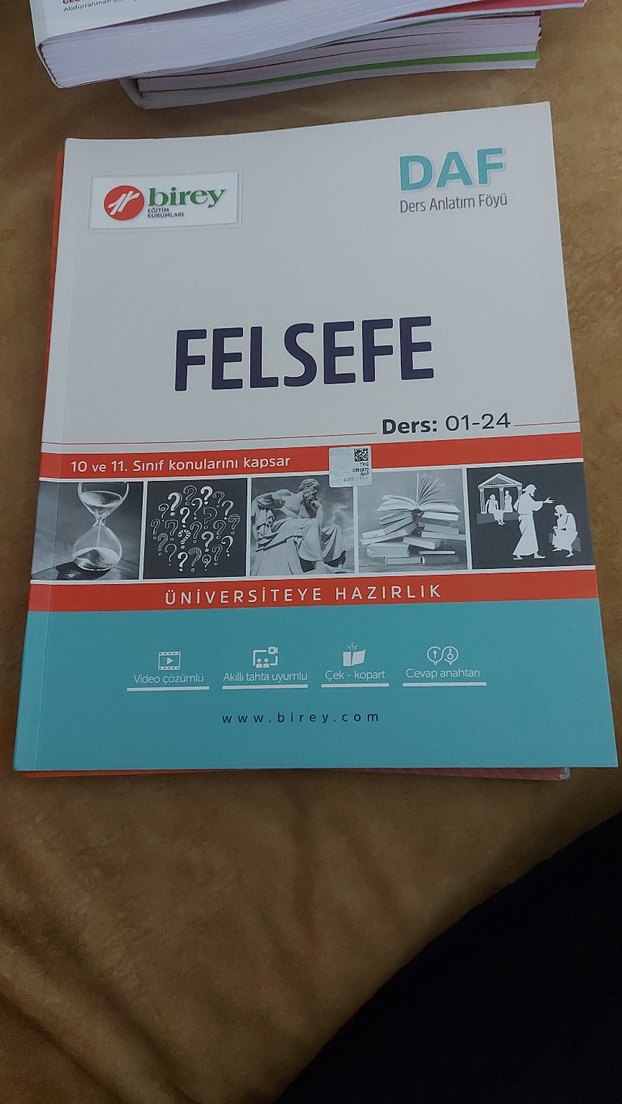 birey
EĞİTİM
KURUMLARI
DAF
Ders Anlatım Föyü
FELSEFE
Ders: 01-24
10 ve 11. Sınıf konularını kapsar
ÜNİVERSİTEYE HAZIRLIK
Video çözümlü
Akıllı tahta uyumlu
Çek - kopart
Cevap anahtarı
www.birey.com